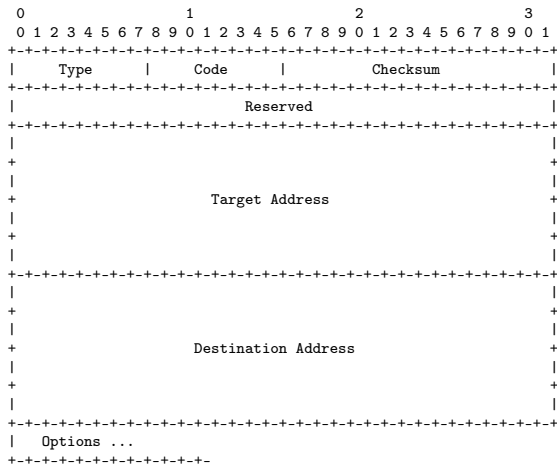 0                   1                   2                   3
0 1 2 3 4 5 6 7 8 9 0 1 2 3 4 5 6 7 8 9 0 1 2 3 4 5 6 7 8 9 0 1
+-+-+-+-+-+-+-+-+-+-+-+-+-+-+-+-+-+-+-+-+-+-+-+-+-+-+-+-+-+-+-+-+
|     Type      |     Code      |          Checksum             |
+-+-+-+-+-+-+-+-+-+-+-+-+-+-+-+-+-+-+-+-+-+-+-+-+-+-+-+-+-+-+-+-+
|                           Reserved                            |
+-+-+-+-+-+-+-+-+-+-+-+-+-+-+-+-+-+-+-+-+-+-+-+-+-+-+-+-+-+-+-+-+
|                                                               |
+                                                               +
|                                                               |
+                       Target Address                          +
|                                                               |
+                                                               +
|                                                               |
+-+-+-+-+-+-+-+-+-+-+-+-+-+-+-+-+-+-+-+-+-+-+-+-+-+-+-+-+-+-+-+-+
|                                                               |
+                                                               +
|                                                               |
+                     Destination Address                       +
|                                                               |
+                                                               +
|                                                               |
+-+-+-+-+-+-+-+-+-+-+-+-+-+-+-+-+-+-+-+-+-+-+-+-+-+-+-+-+-+-+-+-+
|   Options ...
+-+-+-+-+-+-+-+-+-+-+-+-